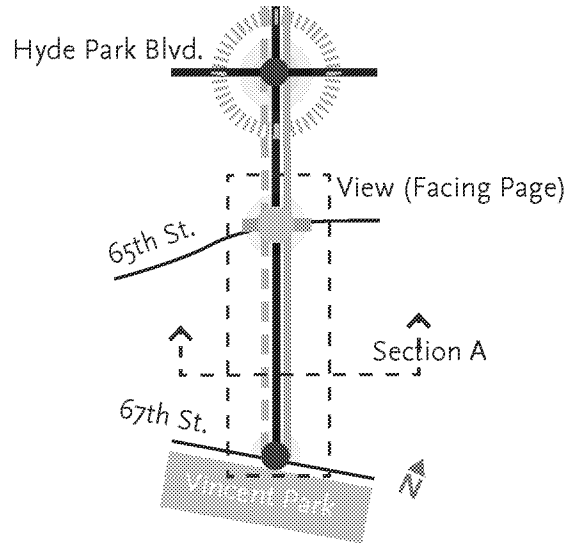 Hyde Park Blvd.
View (Facing Page)
65th St.
Section A
67th St.
N
Vincent Park